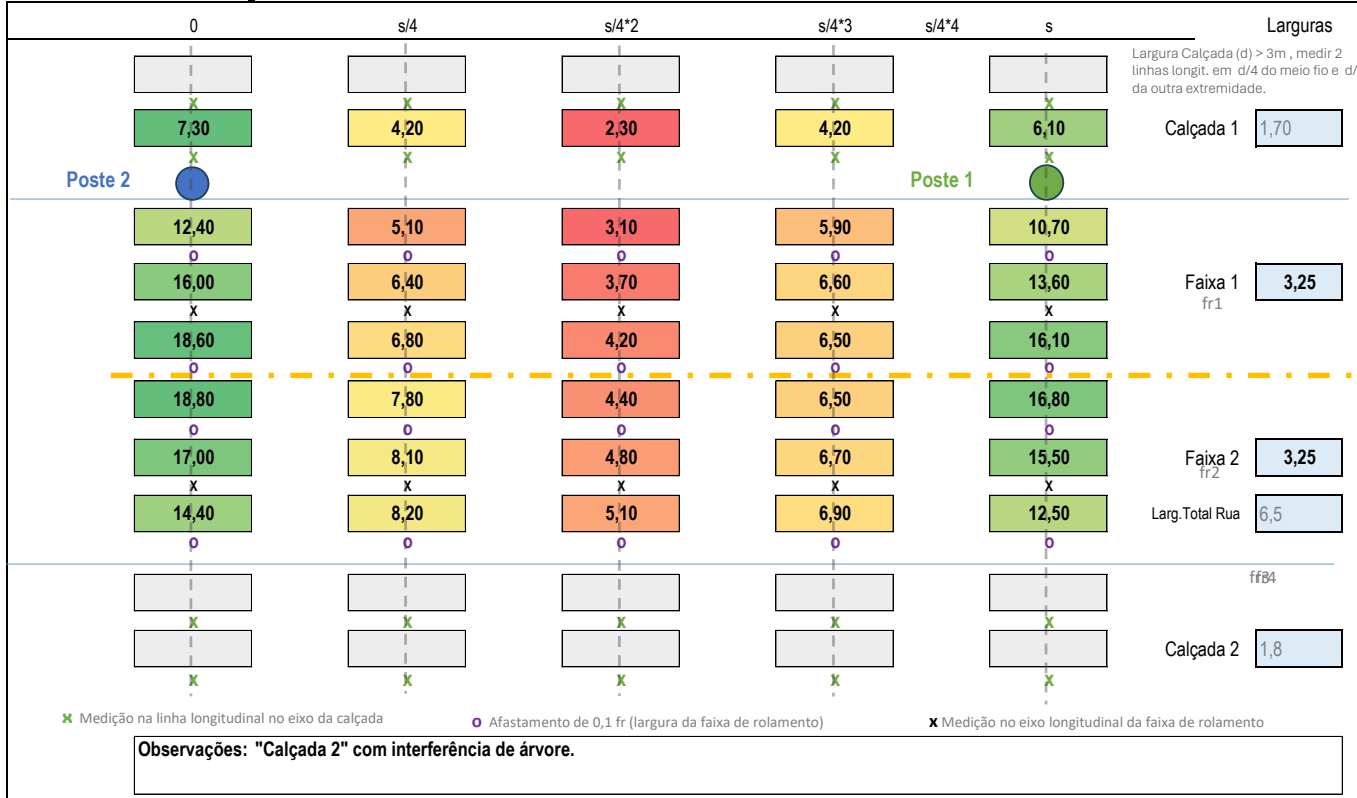 0 s/4 s/4*2 s/4*3 s/4*4 s Larguras
Largura Calçada (d) > 3m , medir 2
linhas longit. em d/4 do meio fio e d/
da outra extremidade.
x x x x x
7,30 4,20 2,30 4,20 6,10 Calçada 1 1,70
x x x x x
Poste 2 Poste 1
12,40 5,10 3,10 5,90 10,70
o o o o o
16,00 6,40 3,70 6,60 13,60 Faixa 1 3,25
fr1
x x x x x
18,60 6,80 4,20 6,50 16,10
o o o o o
18,80 7,80 4,40 6,50 16,80
o o o o o
17,00 8,10 4,80 6,70 15,50 Faixa 2 3,25
fr2
x x x x x
14,40 8,20 5,10 6,90 12,50 Larg.Total Rua 6,5
o o o o o
x x x x x
Calçada 2 1,8
x x x x x
x Medição na linha longitudinal no eixo da calçada o Afastamento de 0,1 fr (largura da faixa de rolamento) x Medição no eixo longitudinal da faixa de rolamento
Observações: "Calçada 2" com interferência de árvore.